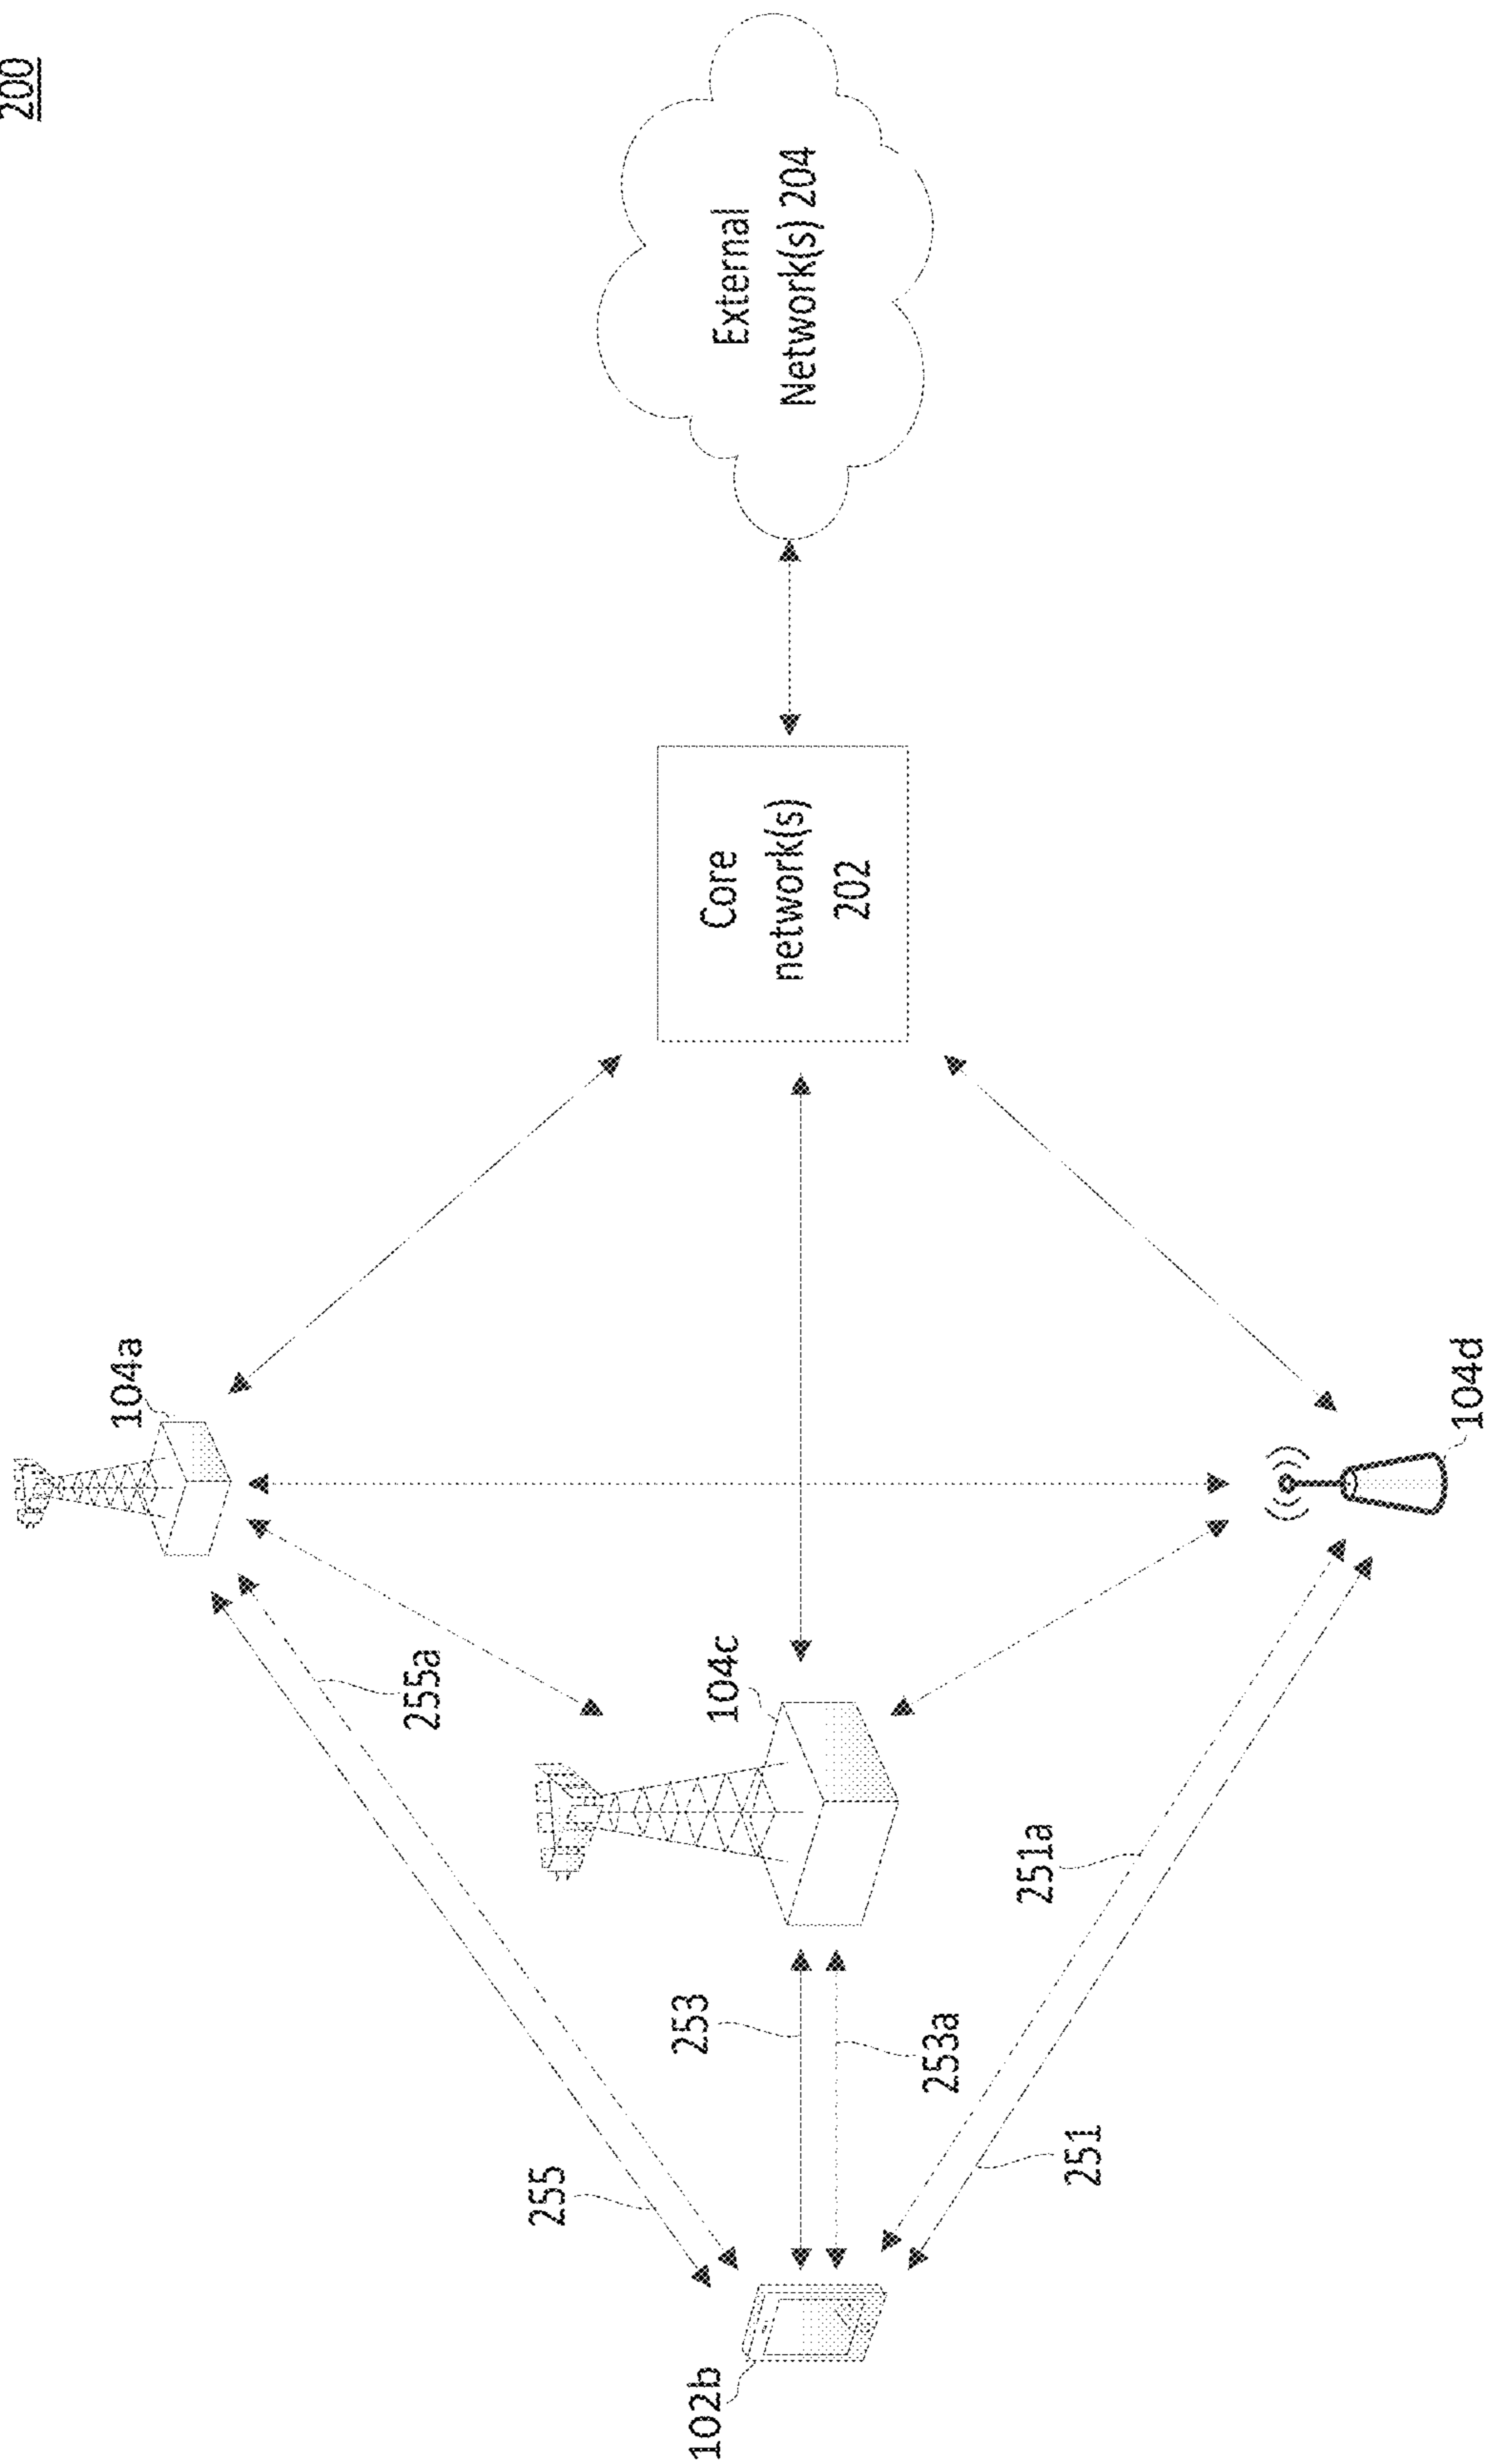 200
104a
255a
255
253
102b
104c
Core
network(s)
202
External
Network(s) 204
253a
251a
251
104d